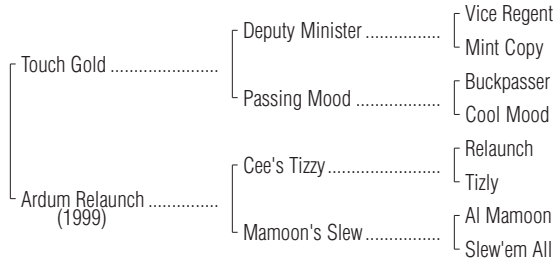 Vice Regent
Deputy Minister ................
Mint Copy
Touch Gold .......................
Buckpasser
Passing Mood ..................
Cool Mood
Relaunch
Cee's Tizzy .....................
Tizly
Ardum Relaunch .................
(1999)
Al Mamoon
Mamoon's Slew ................
Slew'em All